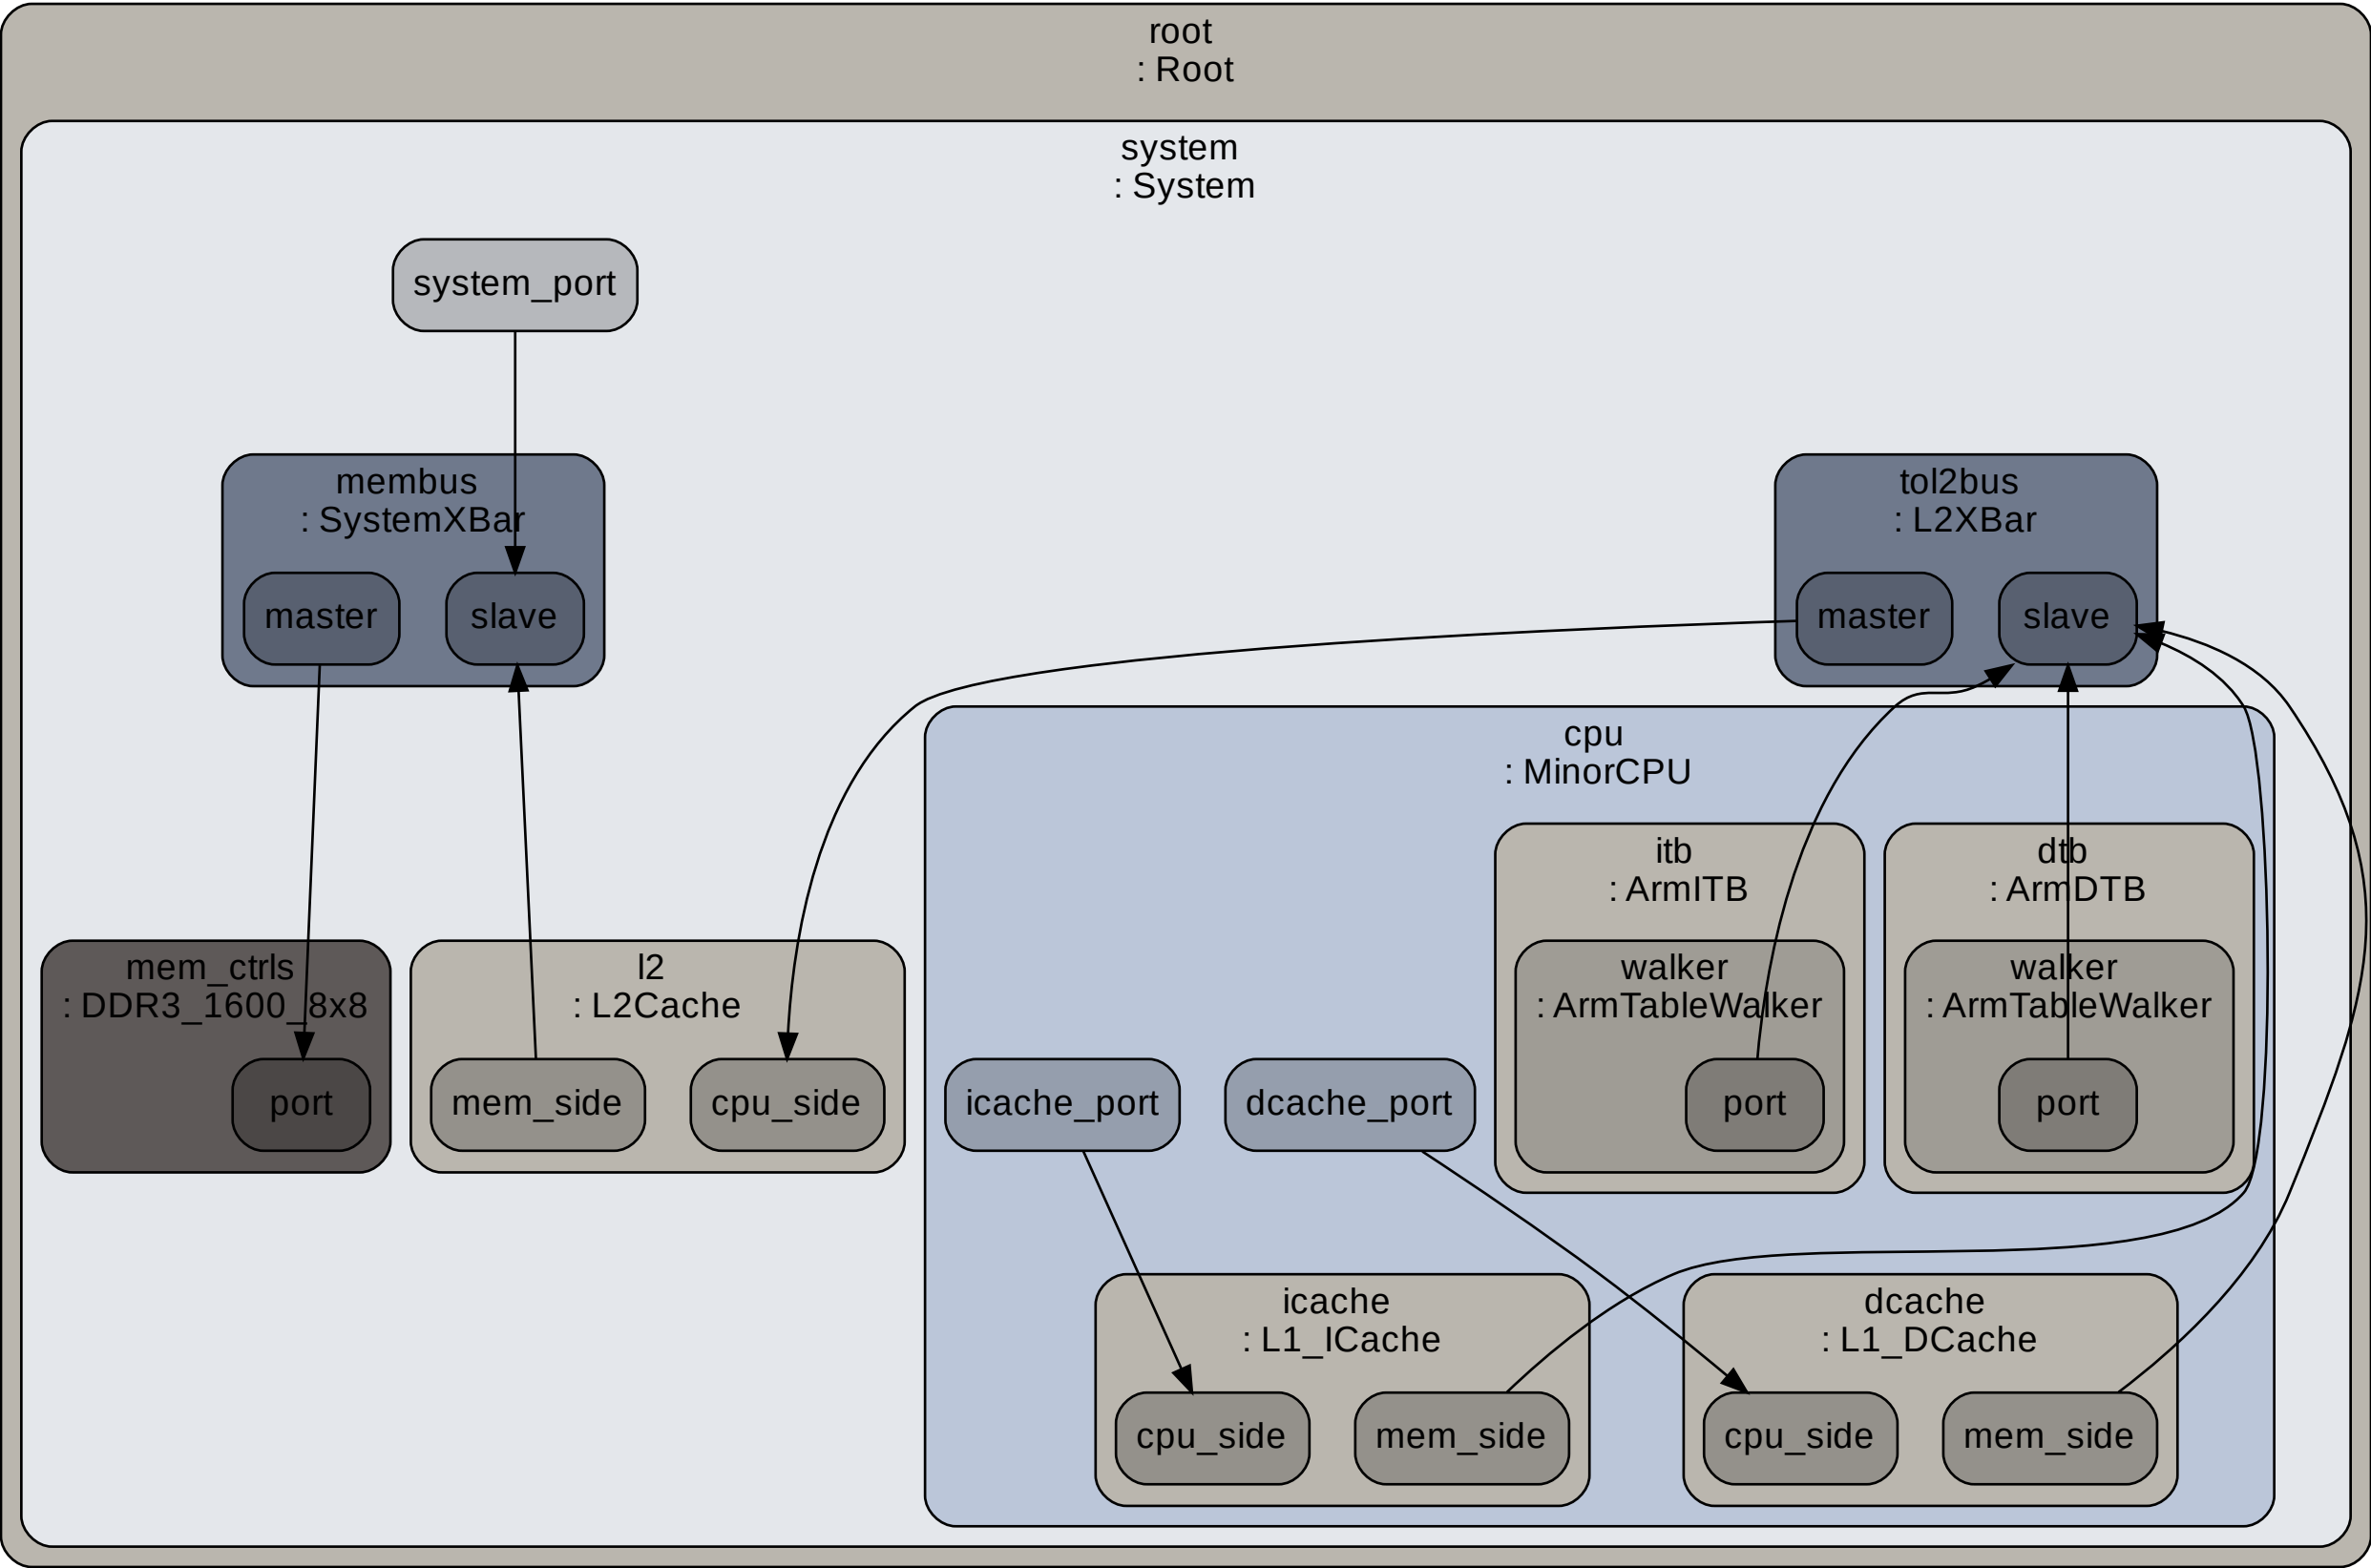 root
: Root
system
: System
system_port
membus
: SystemXBar
master
slave
tol2bus
: L2XBar
master
slave
cpu
: MinorCPU
itb
: ArmITB
dtb
: ArmDTB
mem_ctrls
: DDR3_1600_8x8
port
l2
: L2Cache
mem_side
cpu_side
icache_port
dcache_port
walker
: ArmTableWalker
port
walker
: ArmTableWalker
port
icache
: L1_ICache
cpu_side
mem_side
dcache
: L1_DCache
cpu_side
mem_side